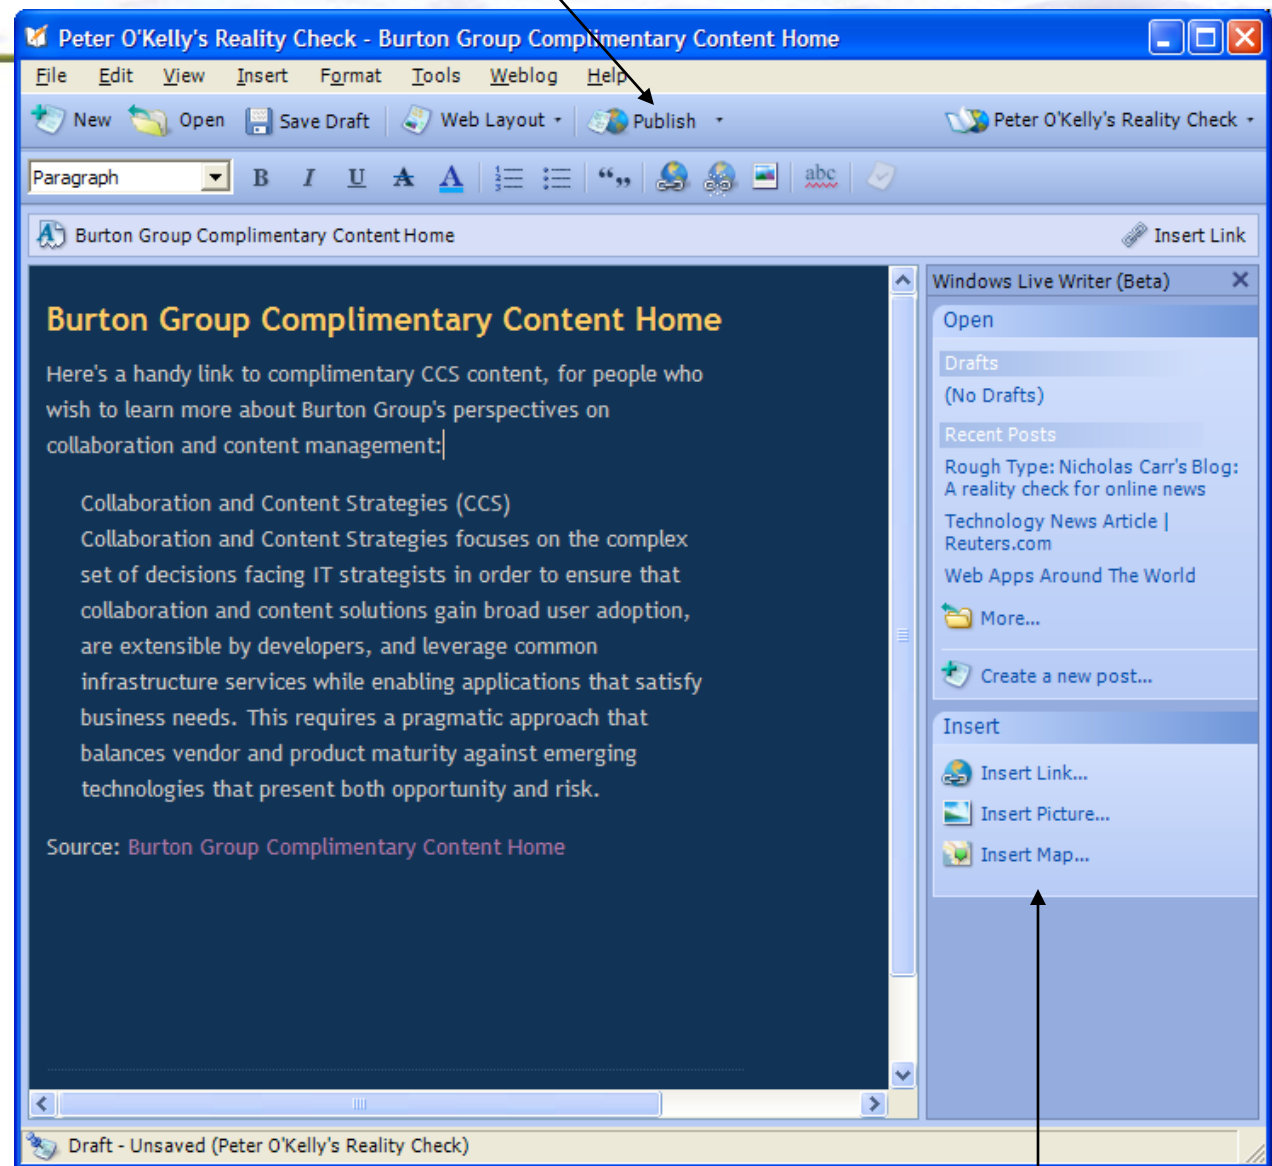 Peter O'Kelly's Reality Check - Burton Group Complimentary Content Home
File Edit View Insert Format Tools Weblog Help
New Open Save Draft Web Layout Publish Peter O'Kelly's Reality Check
Paragraph B I U A A abc
Burton Group Complimentary Content Home Insert Link
Burton Group Complimentary Content Home
Here's a handy link to complimentary CCS content, for people who
wish to learn more about Burton Group's perspectives on
collaboration and content management:
Collaboration and Content Strategies (CCS)
Collaboration and Content Strategies focuses on the complex
set of decisions facing IT strategists in order to ensure that
collaboration and content solutions gain broad user adoption,
are extensible by developers, and leverage common
infrastructure services while enabling applications that satisfy
business needs. This requires a pragmatic approach that
balances vendor and product maturity against emerging
technologies that present both opportunity and risk.
Source: Burton Group Complimentary Content Home
Windows Live Writer (Beta)
Open
Drafts
(No Drafts)
Recent Posts
Rough Type: Nicholas Carr's Blog:
A reality check for online news
Technology News Article |
Reuters.com
Web Apps Around The World
More...
Create a new post...
Insert
Insert Link...
Insert Picture...
Insert Map...
Draft - Unsaved (Peter O'Kelly's Reality Check)